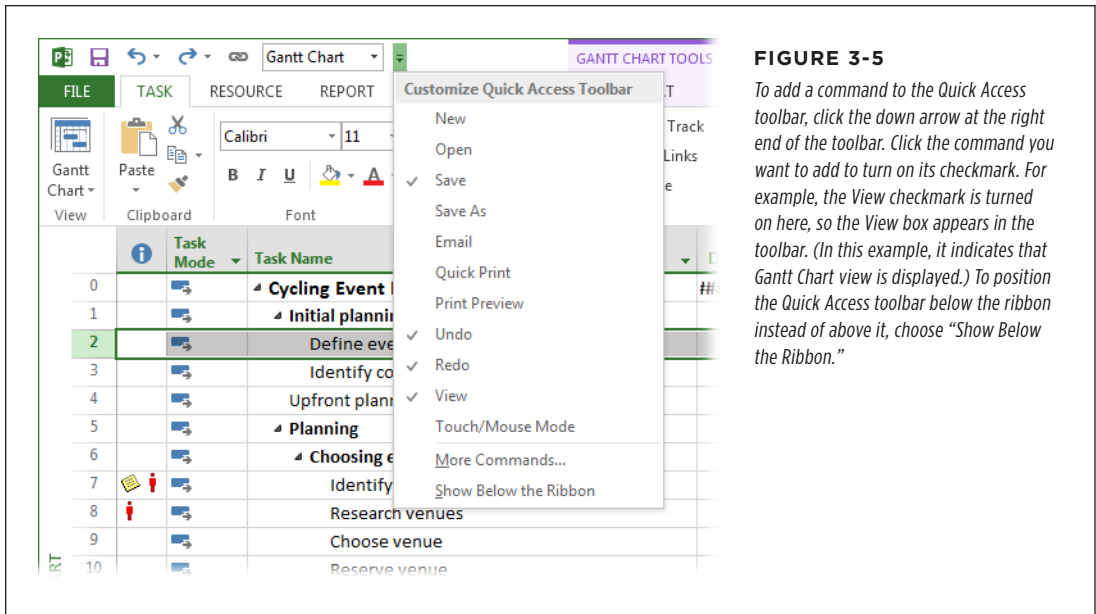 Gantt Chart
GANTT CHART TOOLS
FILE TASK RESOURCE REPORT
Calibri 11
Gantt
Chart
Paste
B I U A
View Clipboard Font
Track
Links
Customize Quick Access Toolbar
New
Open
Save
Save As
Email
Quick Print
Print Preview
Undo
Redo
View
Touch/Mouse Mode
More Commands...
Show Below the Ribbon
Task
Mode
Task Name
0 Cycling Event
1 Initial
2 Define
3 Identify
4 Upfront
5 Planning
6 Choosing
7 Identify
8 Research venues
9 Choose venue
10 Reserve venue
FIGURE 3-5
To add a command to the Quick Access
toolbar, click the down arrow at the right
end of the toolbar. Click the command you
want to add to turn on its checkmark. For
example, the View checkmark is turned
on here, so the View box appears in the
toolbar. (In this example, it indicates that
Gantt Chart view is displayed.) To position
the Quick Access toolbar below the ribbon
instead of above it, choose “Show Below
the Ribbon.”